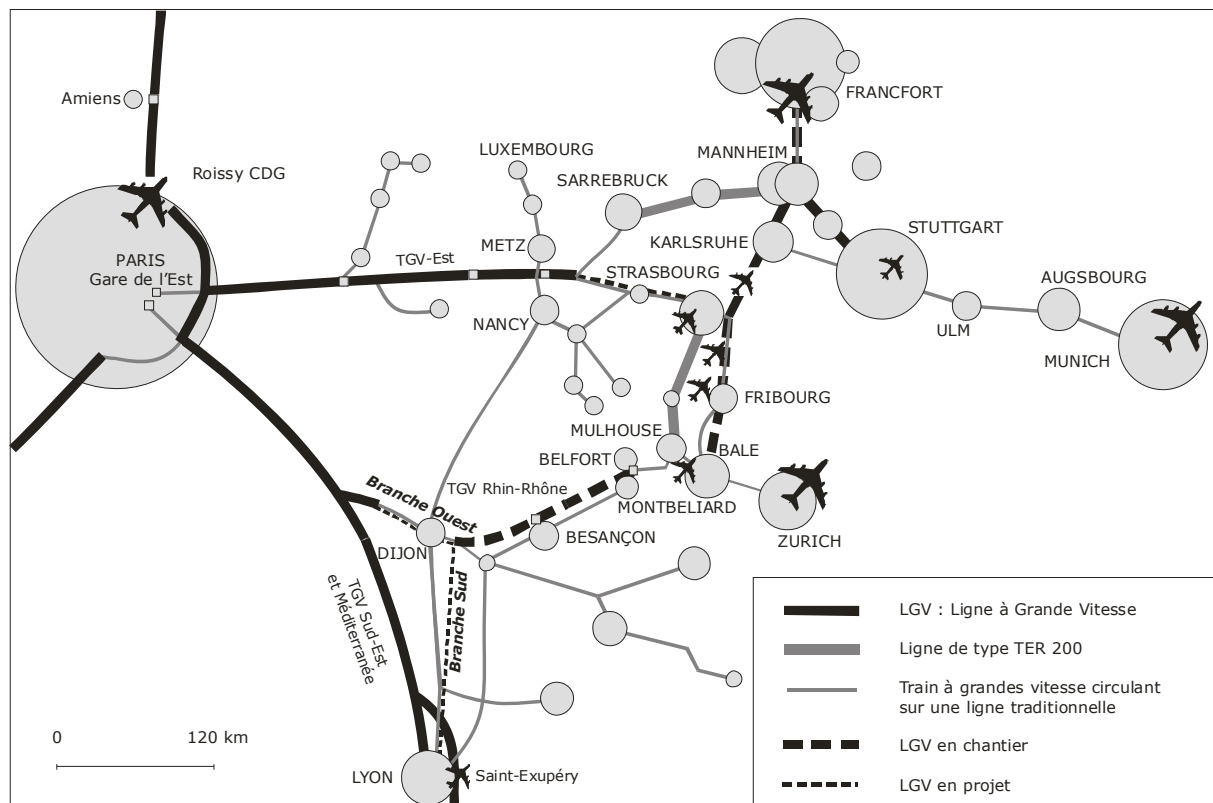 Amiens
Roissy CDG
PARIS
Gare de l'Est
TGV-Est
LUXEMBOURG
METZ
NANCY
SARREBRUCK
STRASBOURG
MANNHEIM
FRANCFORT
KARLSRUHE
STUTTGART
ULM
AUGSBOURG
MUNICH
FRIBOURG
MULHOUSE
BALE
BELFORT
TGV Rhin-Rhône
MONTBELIARD
ZURICH
BESANÇON
Branche Ouest
DIJON
Branche Sud
TGV Sud-Est
et Méditerranée
LYON
Saint-Exupéry
0 120 km
LGV : Ligne à Grande Vitesse
Ligne de type TER 200
Train à grandes vitesse circulant
sur une ligne traditionnelle
LGV en chantier
LGV en projet